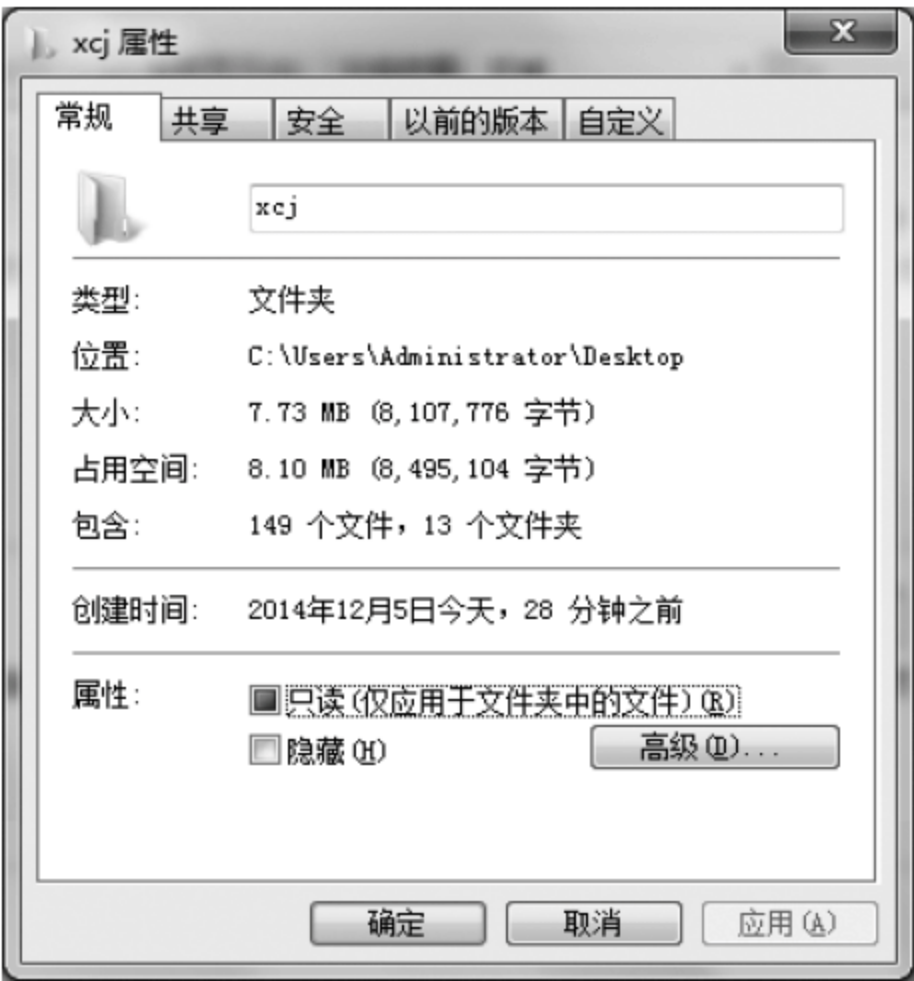 xcj 属性
常规 共享 安全 以前的版本 自定义
xcj
类型: 文件夹
位置: C:\Users\Administrator\Desktop
大小: 7.73 MB (8,107,776 字节)
占用空间: 8.10 MB (8,495,104 字节)
包含: 149 个文件，13 个文件夹
创建时间: 2014年12月5日今天，28 分钟之前
属性: 只读(仅应用于文件夹中的文件)(R)
隐藏(H) 高级(D)...
确定 取消 应用(A)